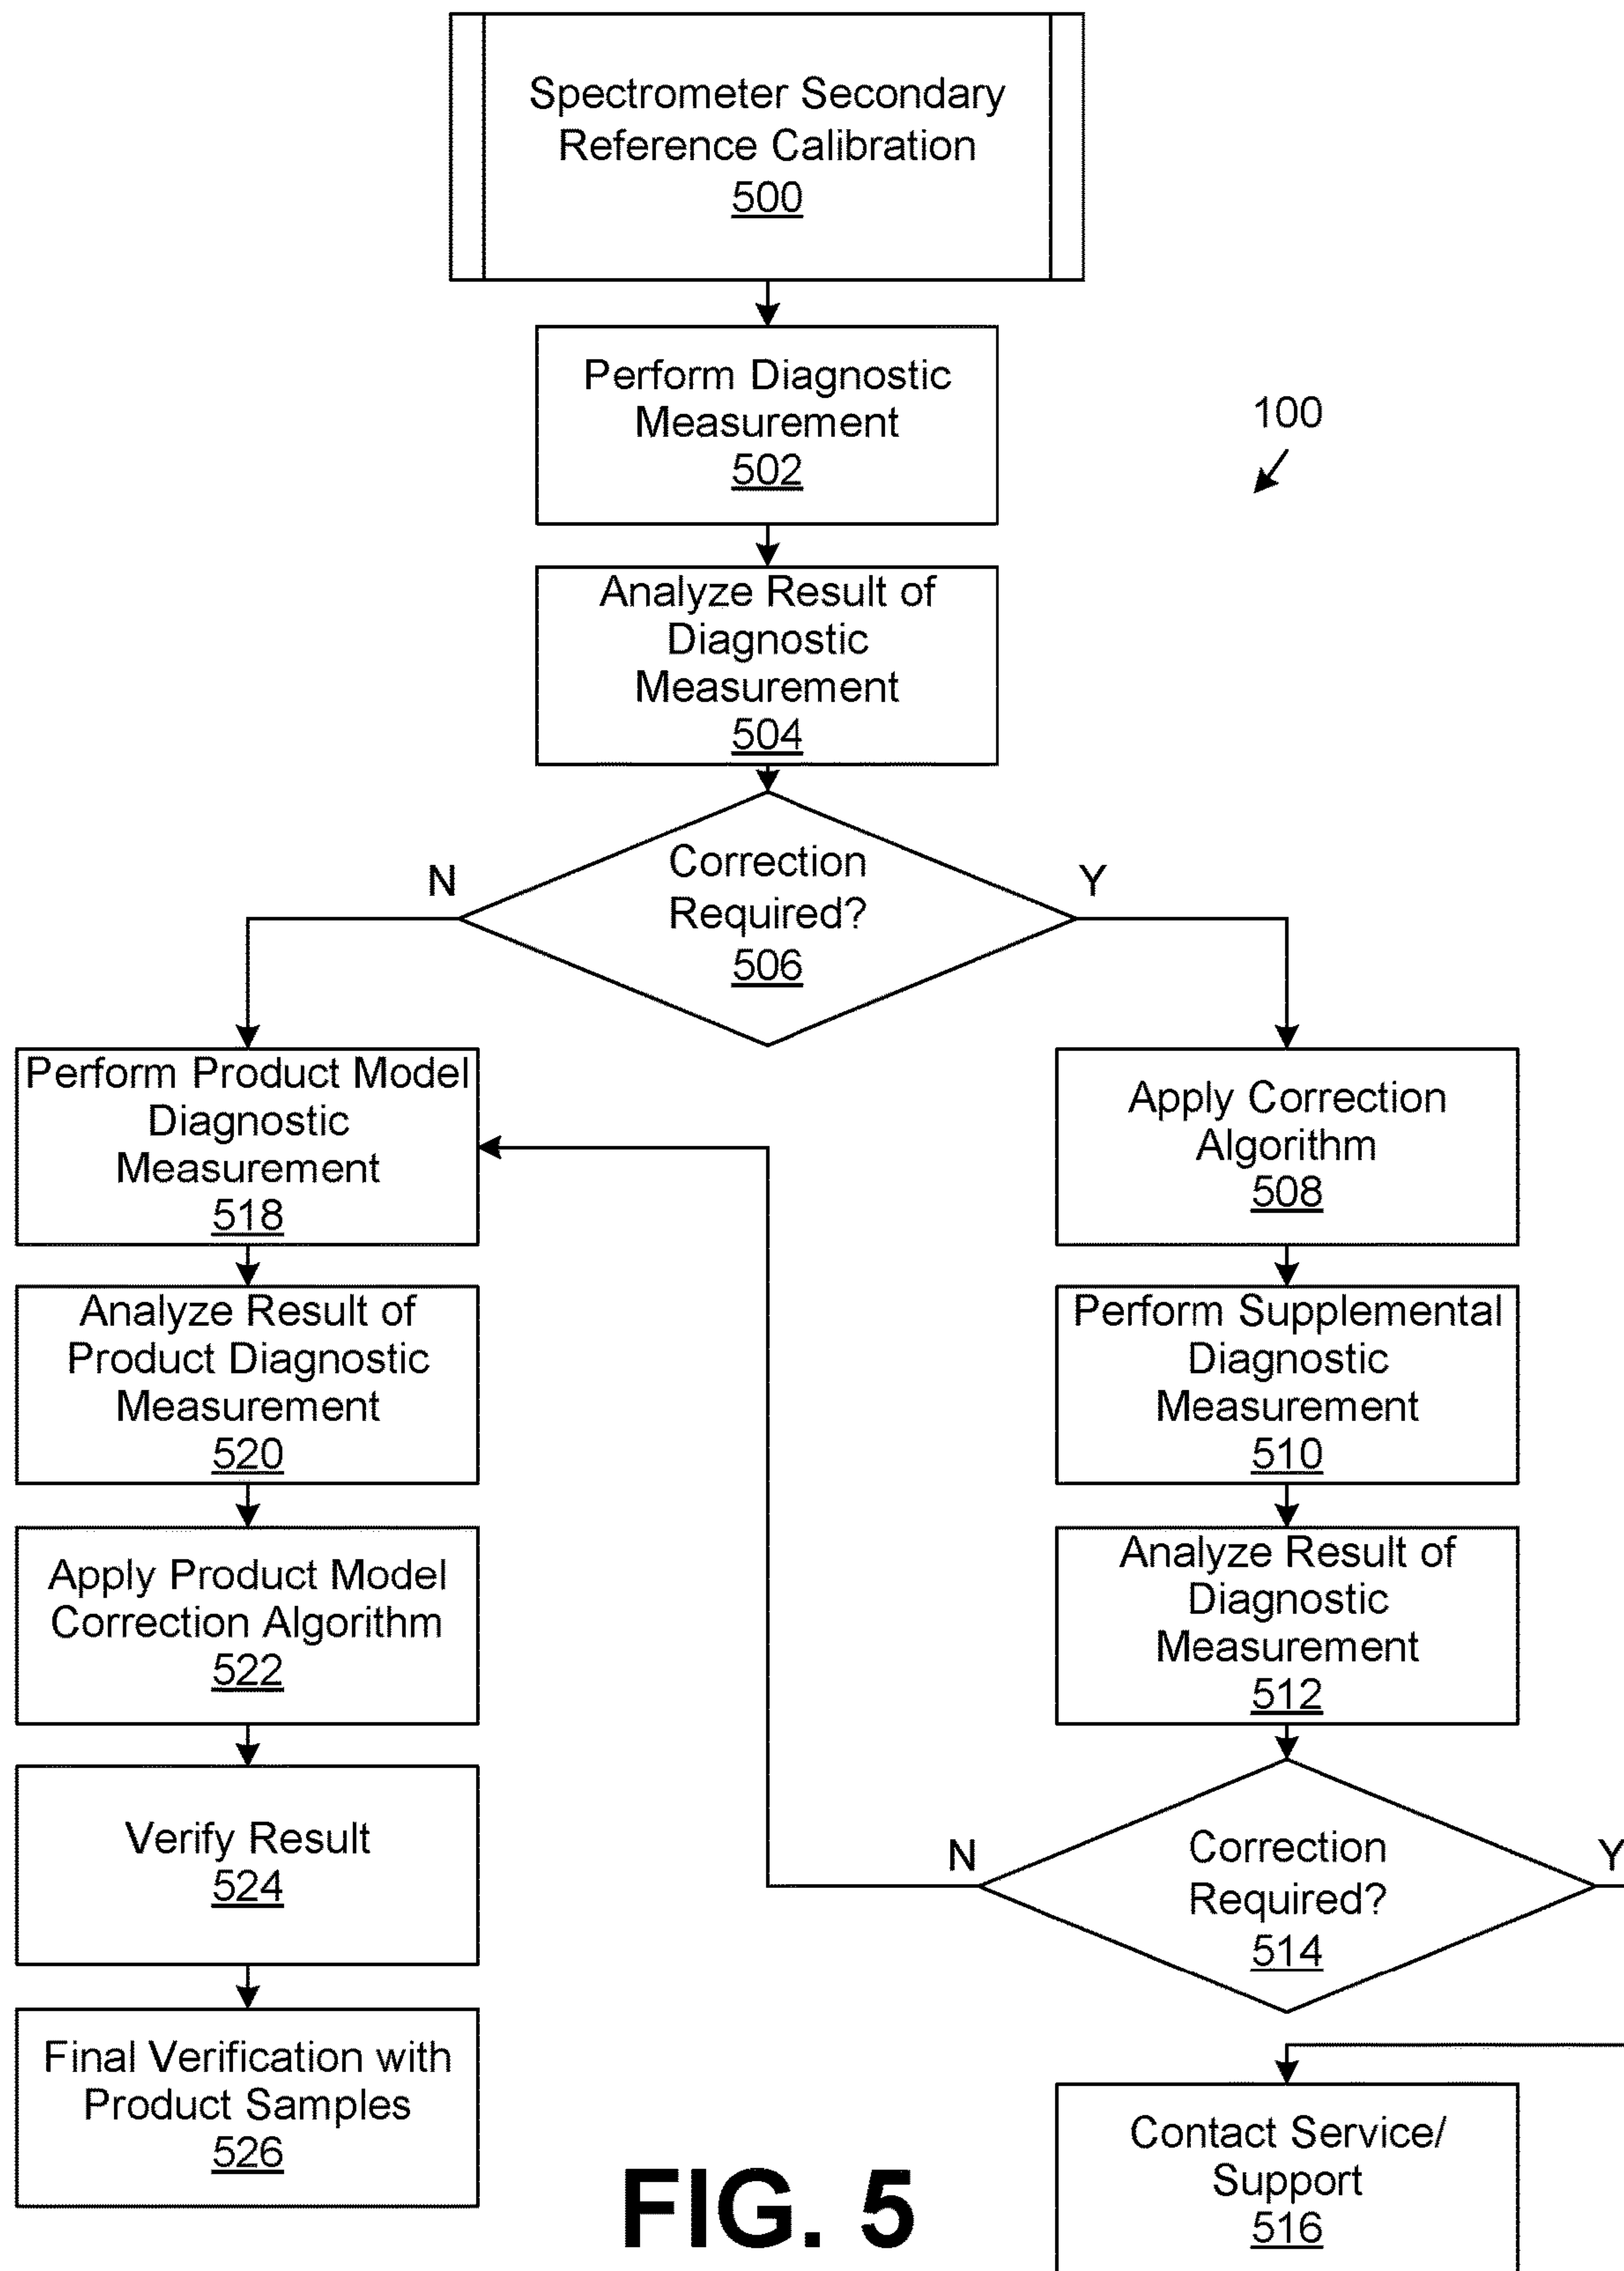 Spectrometer Secondary
Reference Calibration
500
Perform Diagnostic
Measurement
502
100
Analyze Result of
Diagnostic
Measurement
504
N
Correction
Required?
506
Y
Perform Product Model
Diagnostic
Measurement
518
Apply Correction
Algorithm
508
Analyze Result of
Product Diagnostic
Measurement
520
Perform Supplemental
Diagnostic
Measurement
510
Apply Product Model
Correction Algorithm
522
Analyze Result of
Diagnostic
Measurement
512
Verify Result
524
N
Correction
Required?
514
Y
Final Verification with
Product Samples
526
Contact Service/
Support
516
FIG. 5